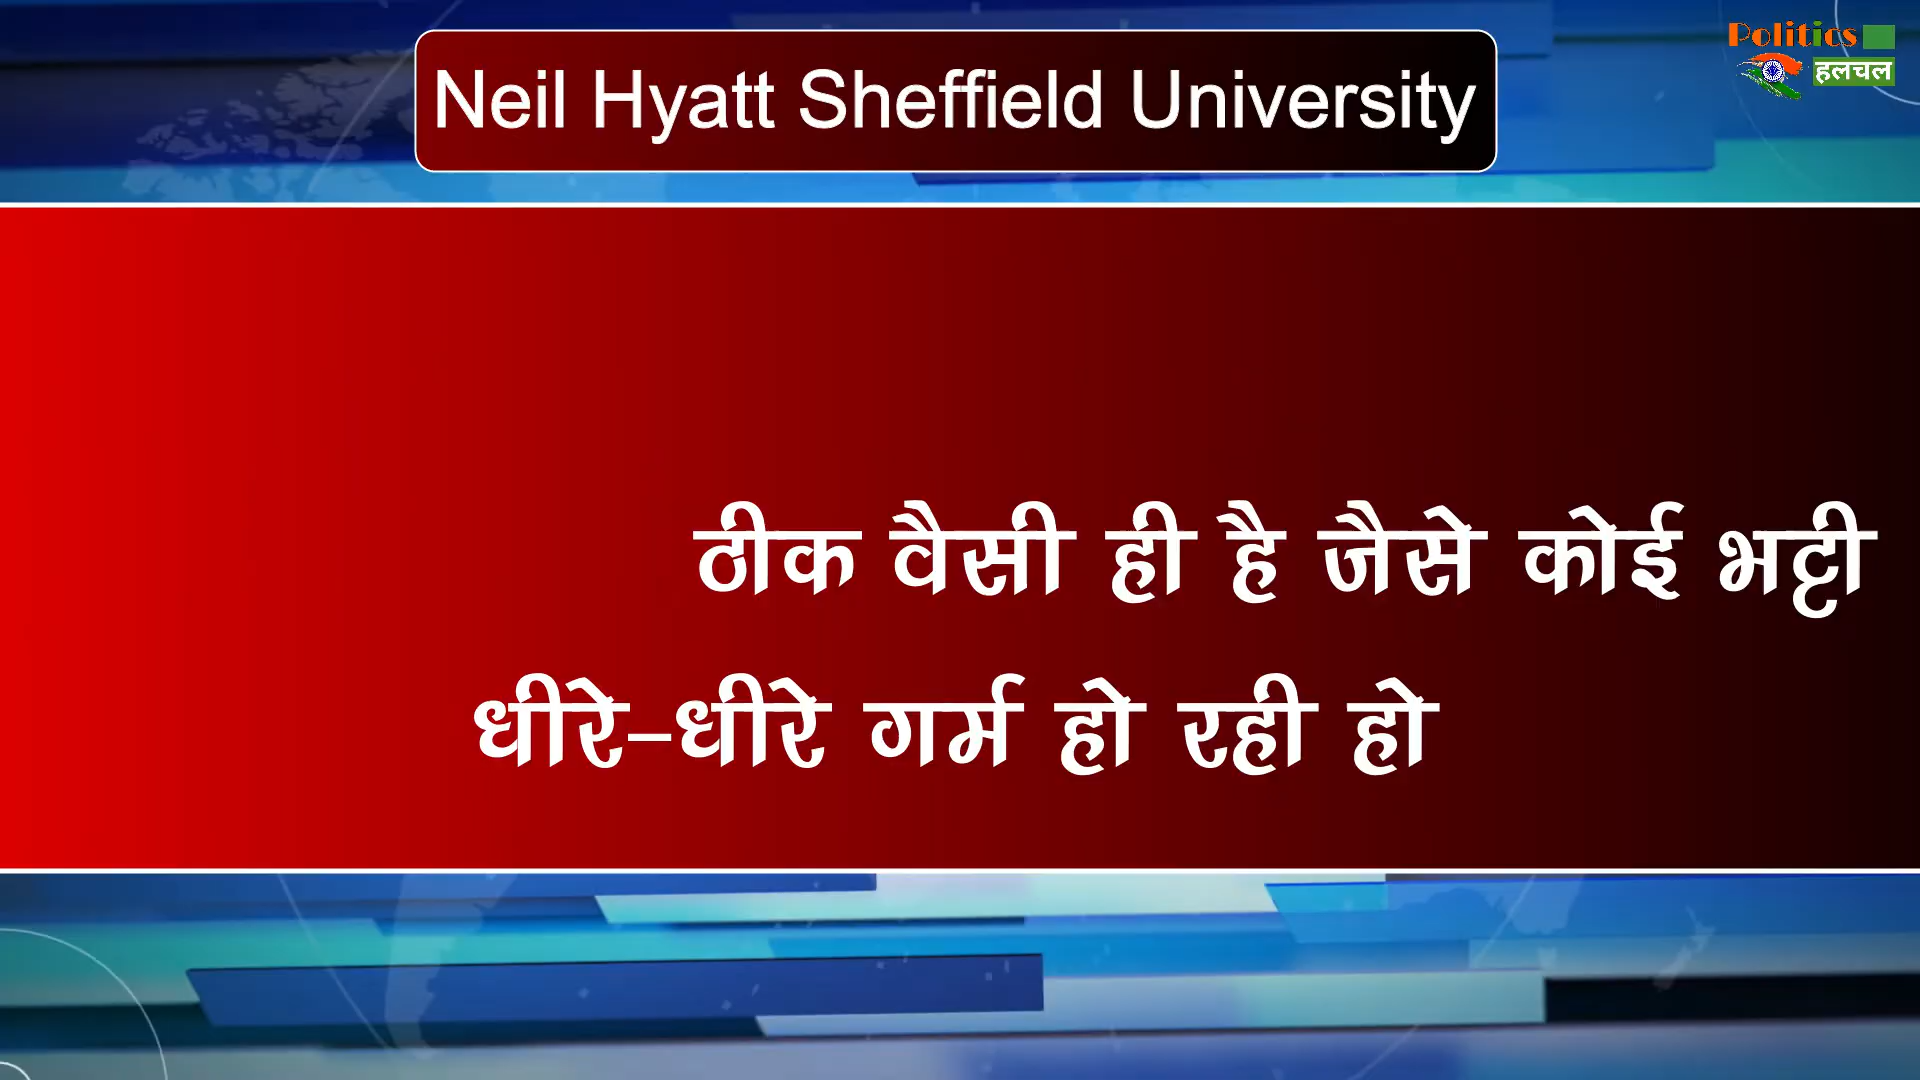 Neil Hyatt Sheffield University
Politics
हलचल
ठीक वैसी ही है जैसे कोई भट्टी
धीरे–धीरे गर्म हो रही हो